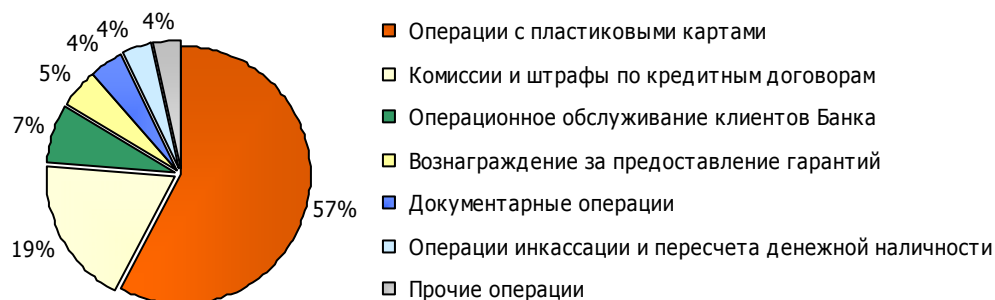 4%
4%
4%
5%
7%
19%
57%
Операции с пластиковыми картами
Комиссии и штрафы по кредитным договорам
Операционное обслуживание клиентов Банка
Вознаграждение за предоставление гарантий
Документарные операции
Операции инкассации и пересчета денежной наличности
Прочие операции